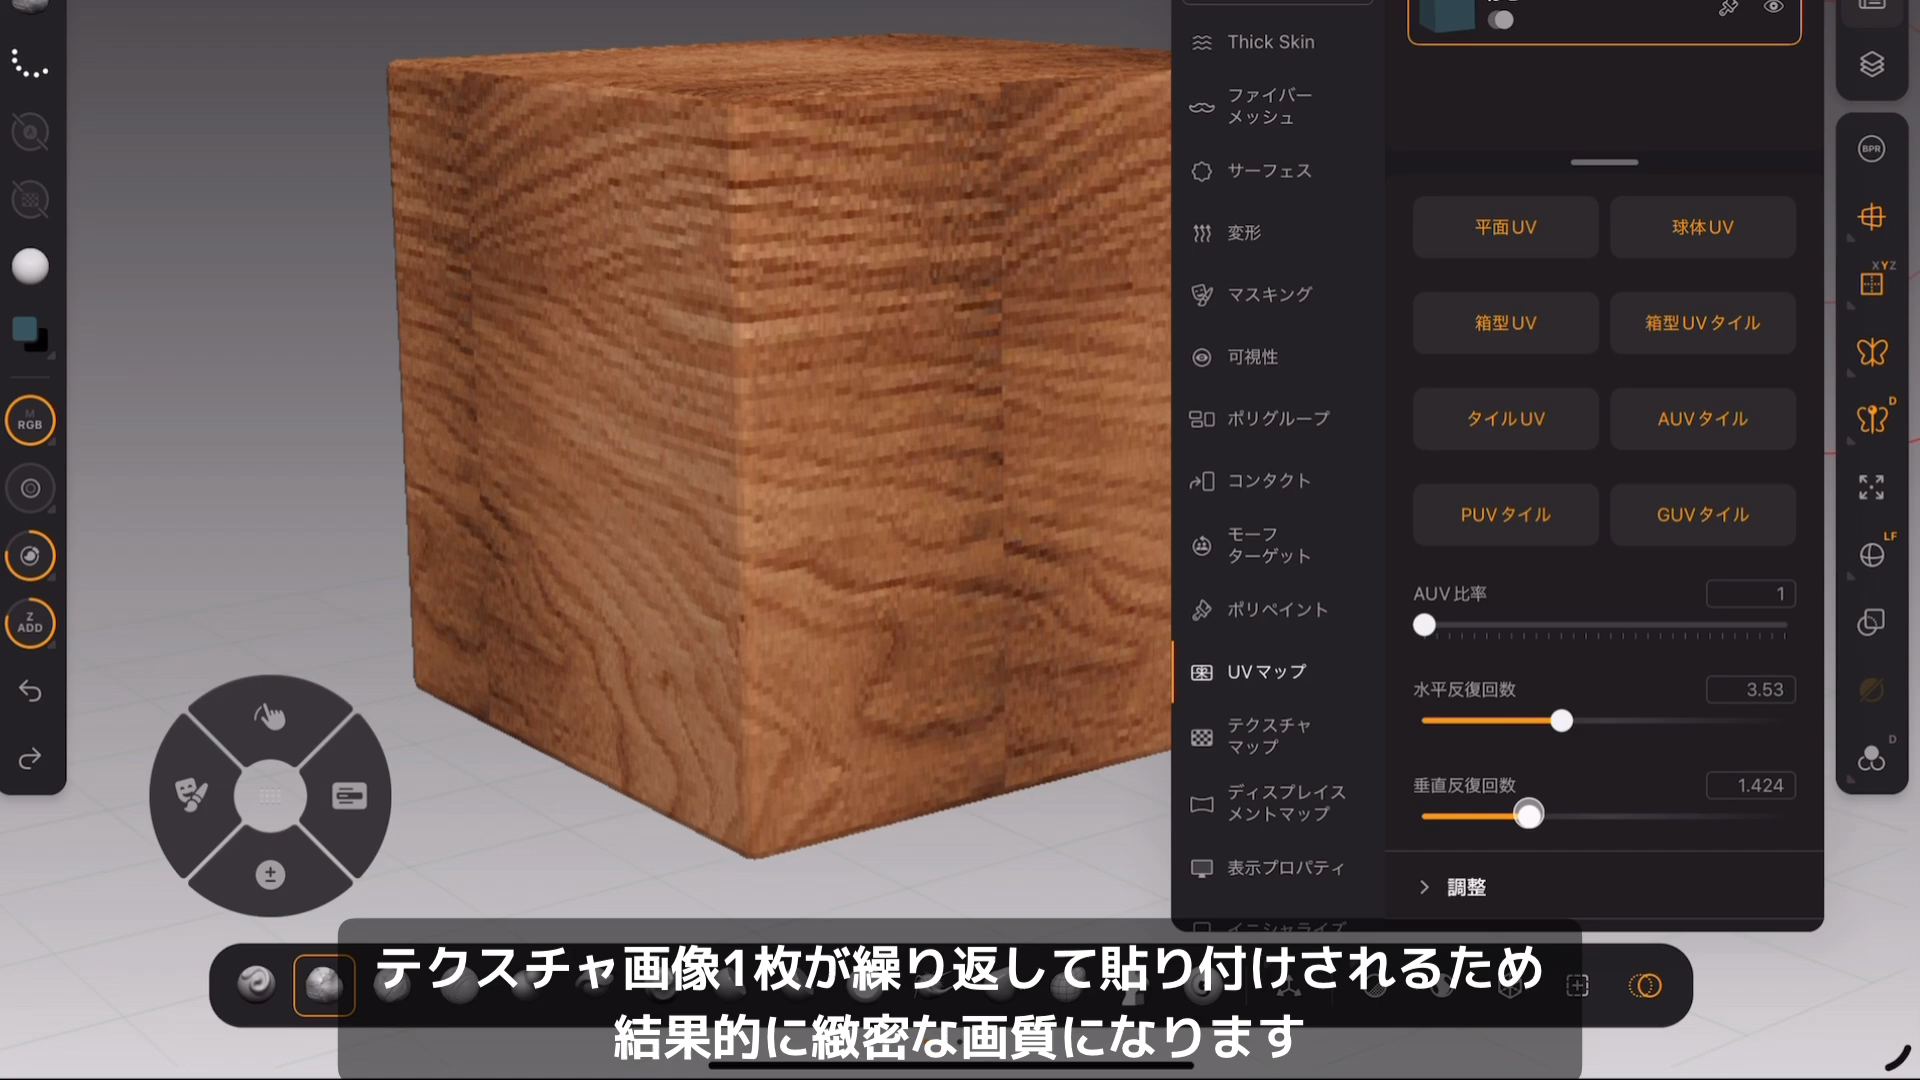 Thick Skin
ファイバー
メッシュ
サーフェス
変形
マスキング
可視性
ポリグループ
コンタクト
モーフ
ターゲット
ポリペイント
UVマップ
テクスチャ
マップ
ディスプレイス
メントマップ
表示プロパティ
イニシャライズ
平面UV
球体UV
箱型UV
箱型UVタイル
タイルUV
AUVタイル
PUVタイル
GUVタイル
AUV比率
1
水平反復回数
3.53
垂直反復回数
1.424
調整
BPR
XYZ
D
LF
D
M
RGB
Z
ADD
テクスチャ画像1枚が繰り返して貼り付けされるため
結果的に緻密な画質になります